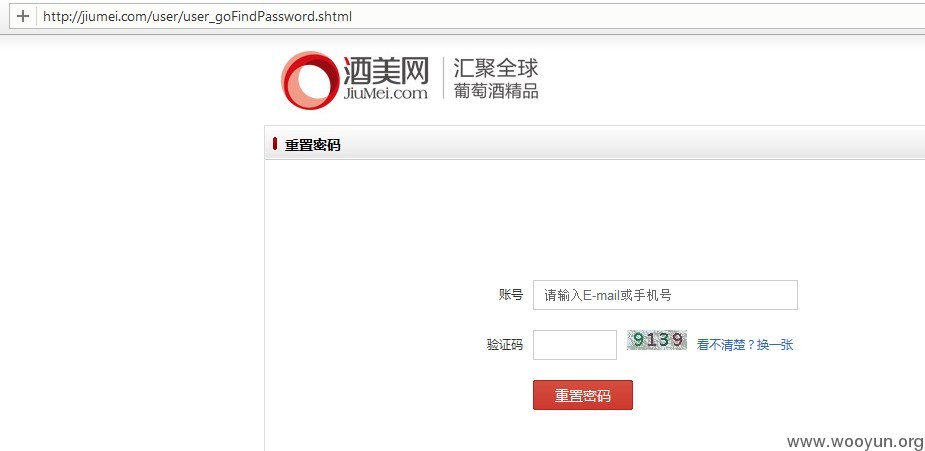 http://jiumei.com/user/user_goFindPassword.shtml
酒美网
JiuMei.com
汇聚全球
葡萄酒精品
重置密码
账号 请输入E-mail或手机号
验证码 9139 看不清楚？换一张
重置密码
www.wooyun.org